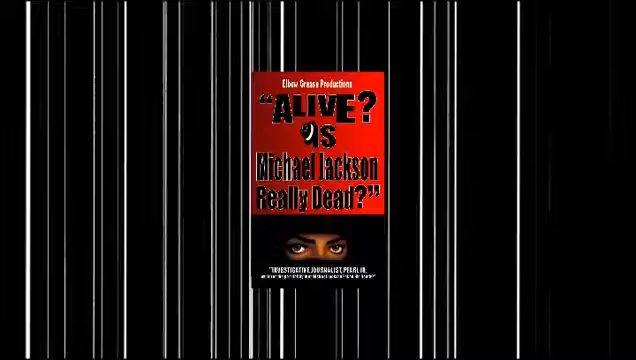 Elbow Grease Productions
"ALIVE?
Is
Michael Jackson
Really Dead?"
"INVESTIGATIVE JOURNALIST, PEARL JR,